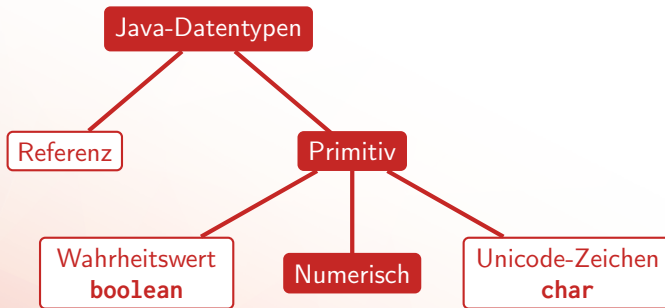 Java-Datentypen
Referenz
Primitiv
Wahrheitswert
boolean
Numerisch
Unicode-Zeichen
char